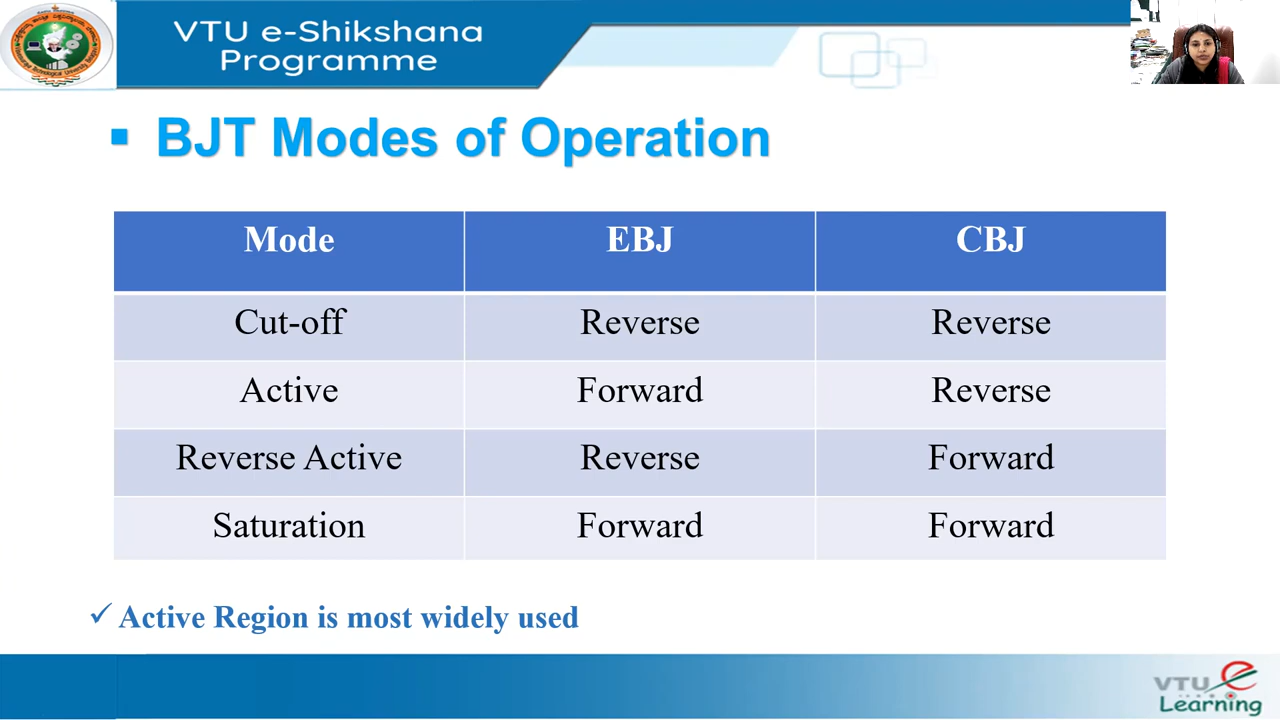 VTU e-Shikshana
Programme
▪ BJT Modes of Operation
Mode EBJ CBJ
Cut-off Reverse Reverse
Active Forward Reverse
Reverse Active Reverse Forward
Saturation Forward Forward
✓ Active Region is most widely used
VTU e
Learning